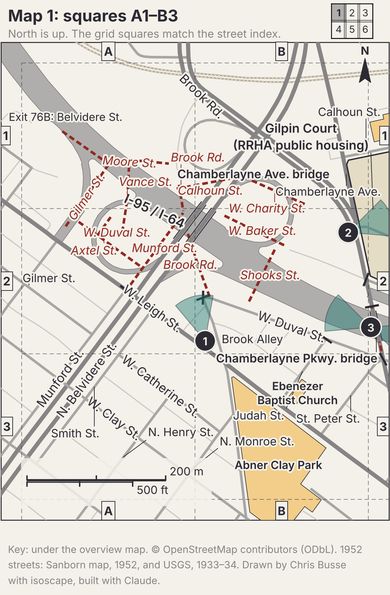 Map 1: squares A1–B3
North is up. The grid squares match the street index.
1 2 3
4 5 6
A
B
N
Brook Rd.
Exit 76B: Belvidere St.
Calhoun St.
Gilpin Court
(RRHA public housing)
1
1
Moore St.
Brook Rd.
Chamberlayne Ave. bridge
Vance St.
Calhoun St.
Chamberlayne Ave.
Gilmer St.
I-95 / I-64
W. Charity St.
W. Duval St.
W. Baker St.
2
Axtel St.
Munford St.
Brook Rd.
Shooks St.
2
Gilmer St.
2
W. Leigh St.
W. Duval St.
3
1
Brook Alley
Chamberlayne Pkwy. bridge
Munford St.
N. Belvidere St.
W. Catherine St.
Ebenezer
Baptist Church
W. Clay St.
Judah St.
St. Peter St.
3
Smith St.
N. Henry St.
N. Monroe St.
3
Abner Clay Park
200 m
500 ft
A
B
Key: under the overview map. © OpenStreetMap contributors (ODbL). 1952
streets: Sanborn map, 1952, and USGS, 1933–34. Drawn by Chris Busse
with isoscape, built with Claude.